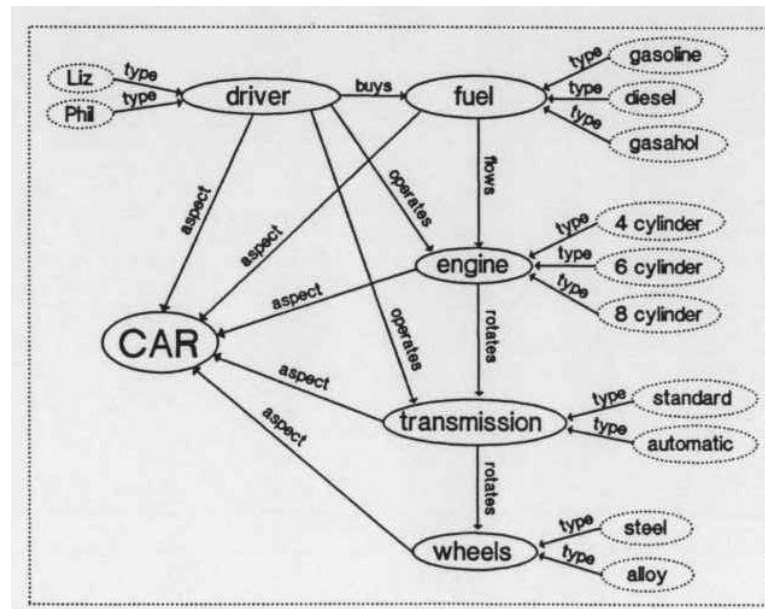 Liz
type
driver
buys
fuel
type
gasoline
Phil
type
type
diesel
type
gasahol
aspect
aspect
operates
flows
operates
engine
type
4 cylinder
type
6 cylinder
type
8 cylinder
aspect
rotates
CAR
aspect
transmission
type
standard
type
automatic
aspect
rotates
wheels
type
steel
type
alloy